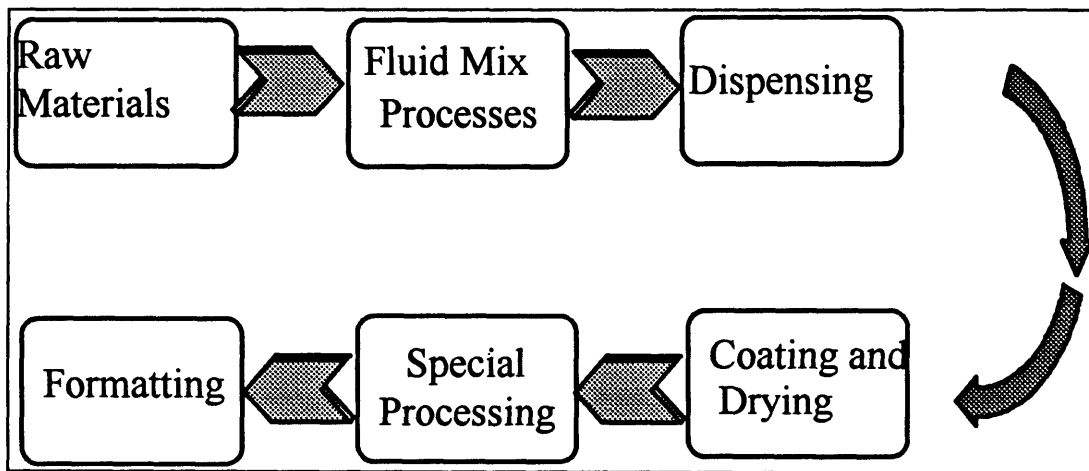 Raw
Materials
Fluid Mix
Processes
Dispensing
Coating and
Drying
Special
Processing
Formatting